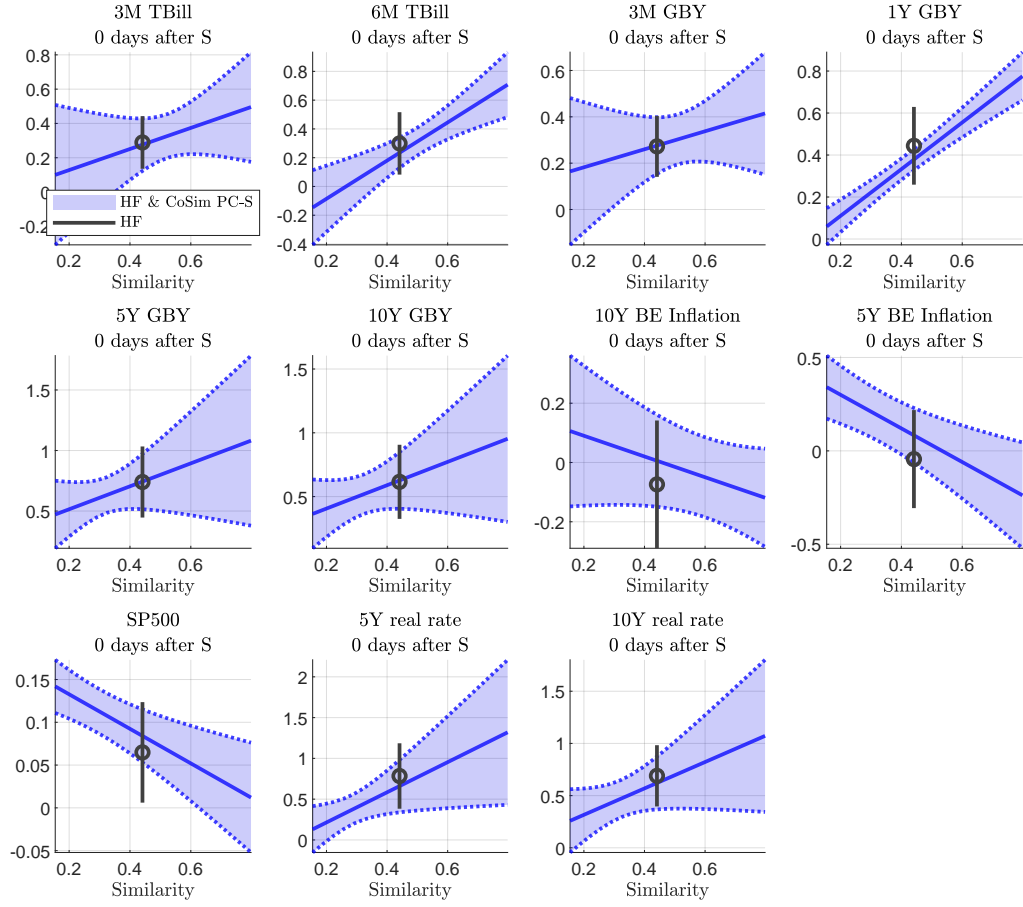 3M TBill
0 days after S
0.8
0.6
0.4
0.2
0
-0.2
HF & CoSim PC-S
HF
0.2 0.4 0.6
Similarity
6M TBill
0 days after S
0.8
0.6
0.4
0.2
0
-0.2
-0.4
0.2 0.4 0.6
Similarity
3M GBY
0 days after S
0.6
0.4
0.2
0
0.2 0.4 0.6
Similarity
1Y GBY
0 days after S
0.8
0.6
0.4
0.2
0
0.2 0.4 0.6
Similarity
5Y GBY
0 days after S
1.5
1
0.5
0.2 0.4 0.6
Similarity
10Y GBY
0 days after S
1.5
1
0.5
0.2 0.4 0.6
Similarity
10Y BE Inflation
0 days after S
0.2
0
-0.2
0.2 0.4 0.6
Similarity
5Y BE Inflation
0 days after S
0.5
0
-0.5
0.2 0.4 0.6
Similarity
SP500
0 days after S
0.15
0.1
0.05
0
-0.05
0.2 0.4 0.6
Similarity
5Y real rate
0 days after S
2
1.5
1
0.5
0
0.2 0.4 0.6
Similarity
10Y real rate
0 days after S
1.5
1
0.5
0
0.2 0.4 0.6
Similarity